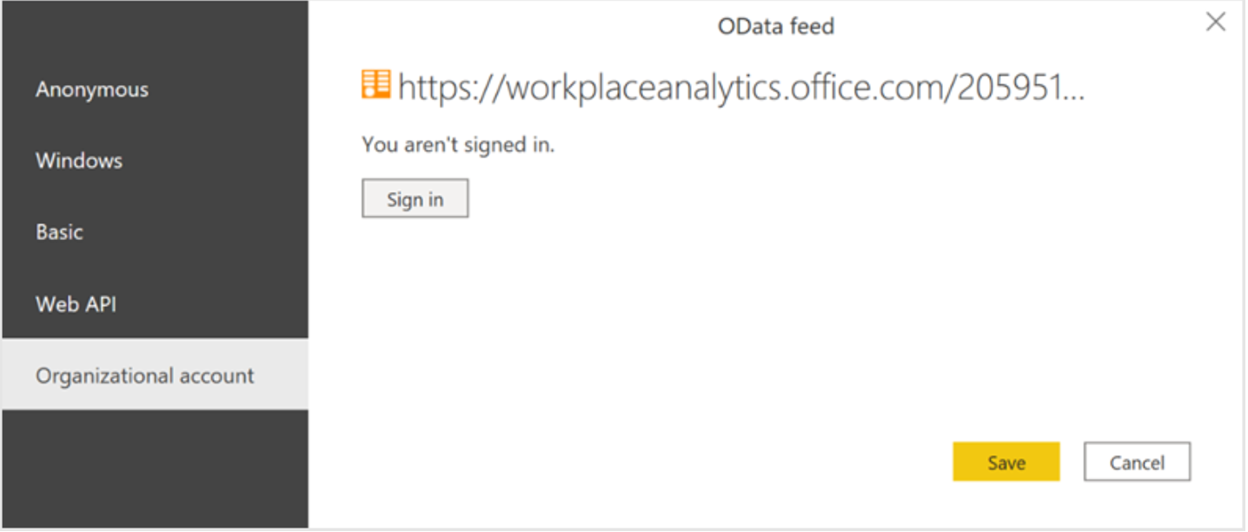 OData feed
Anonymous
Windows
Basic
Web API
Organizational account
https://workplaceanalytics.office.com/205951...
You aren't signed in.
Sign in
Save
Cancel